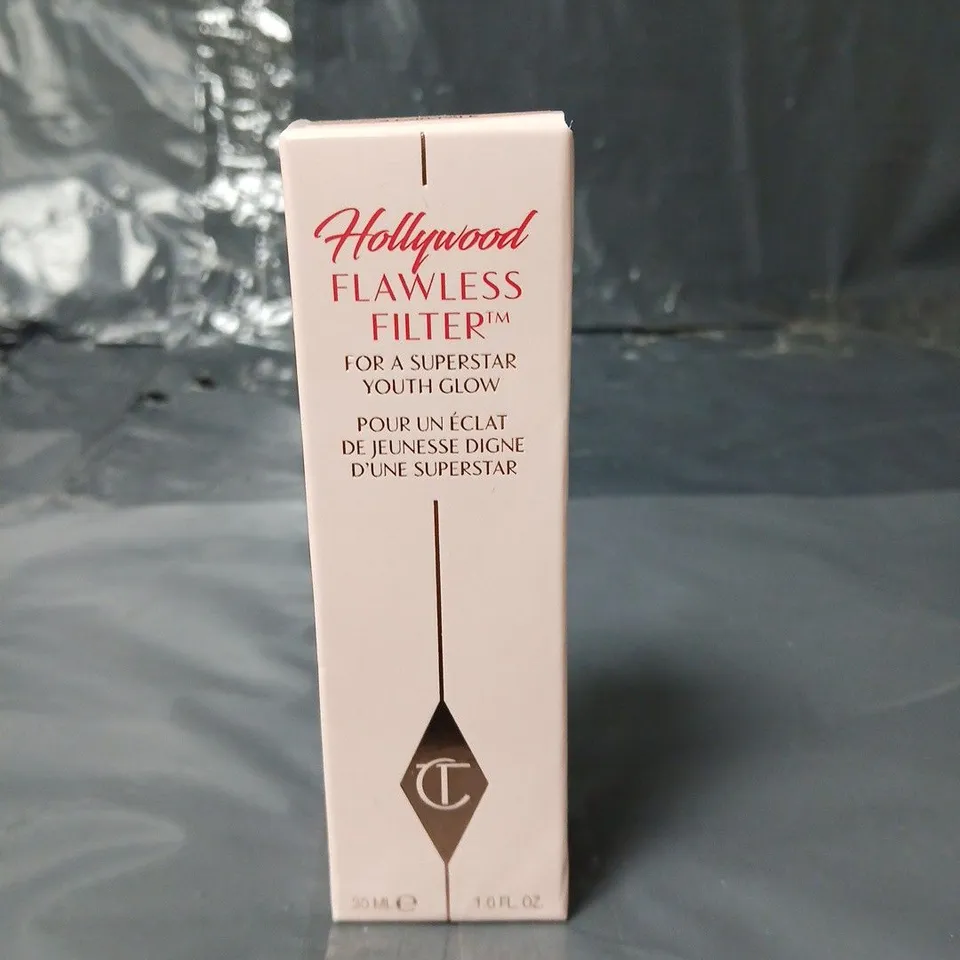 Hollywood
FLAWLESS
FILTER™
FOR A SUPERSTAR
YOUTH GLOW
POUR UN ÉCLAT
DE JEUNESSE DIGNE
D'UNE SUPERSTAR
CT
30 ML ℮ 1.0 FL. OZ.